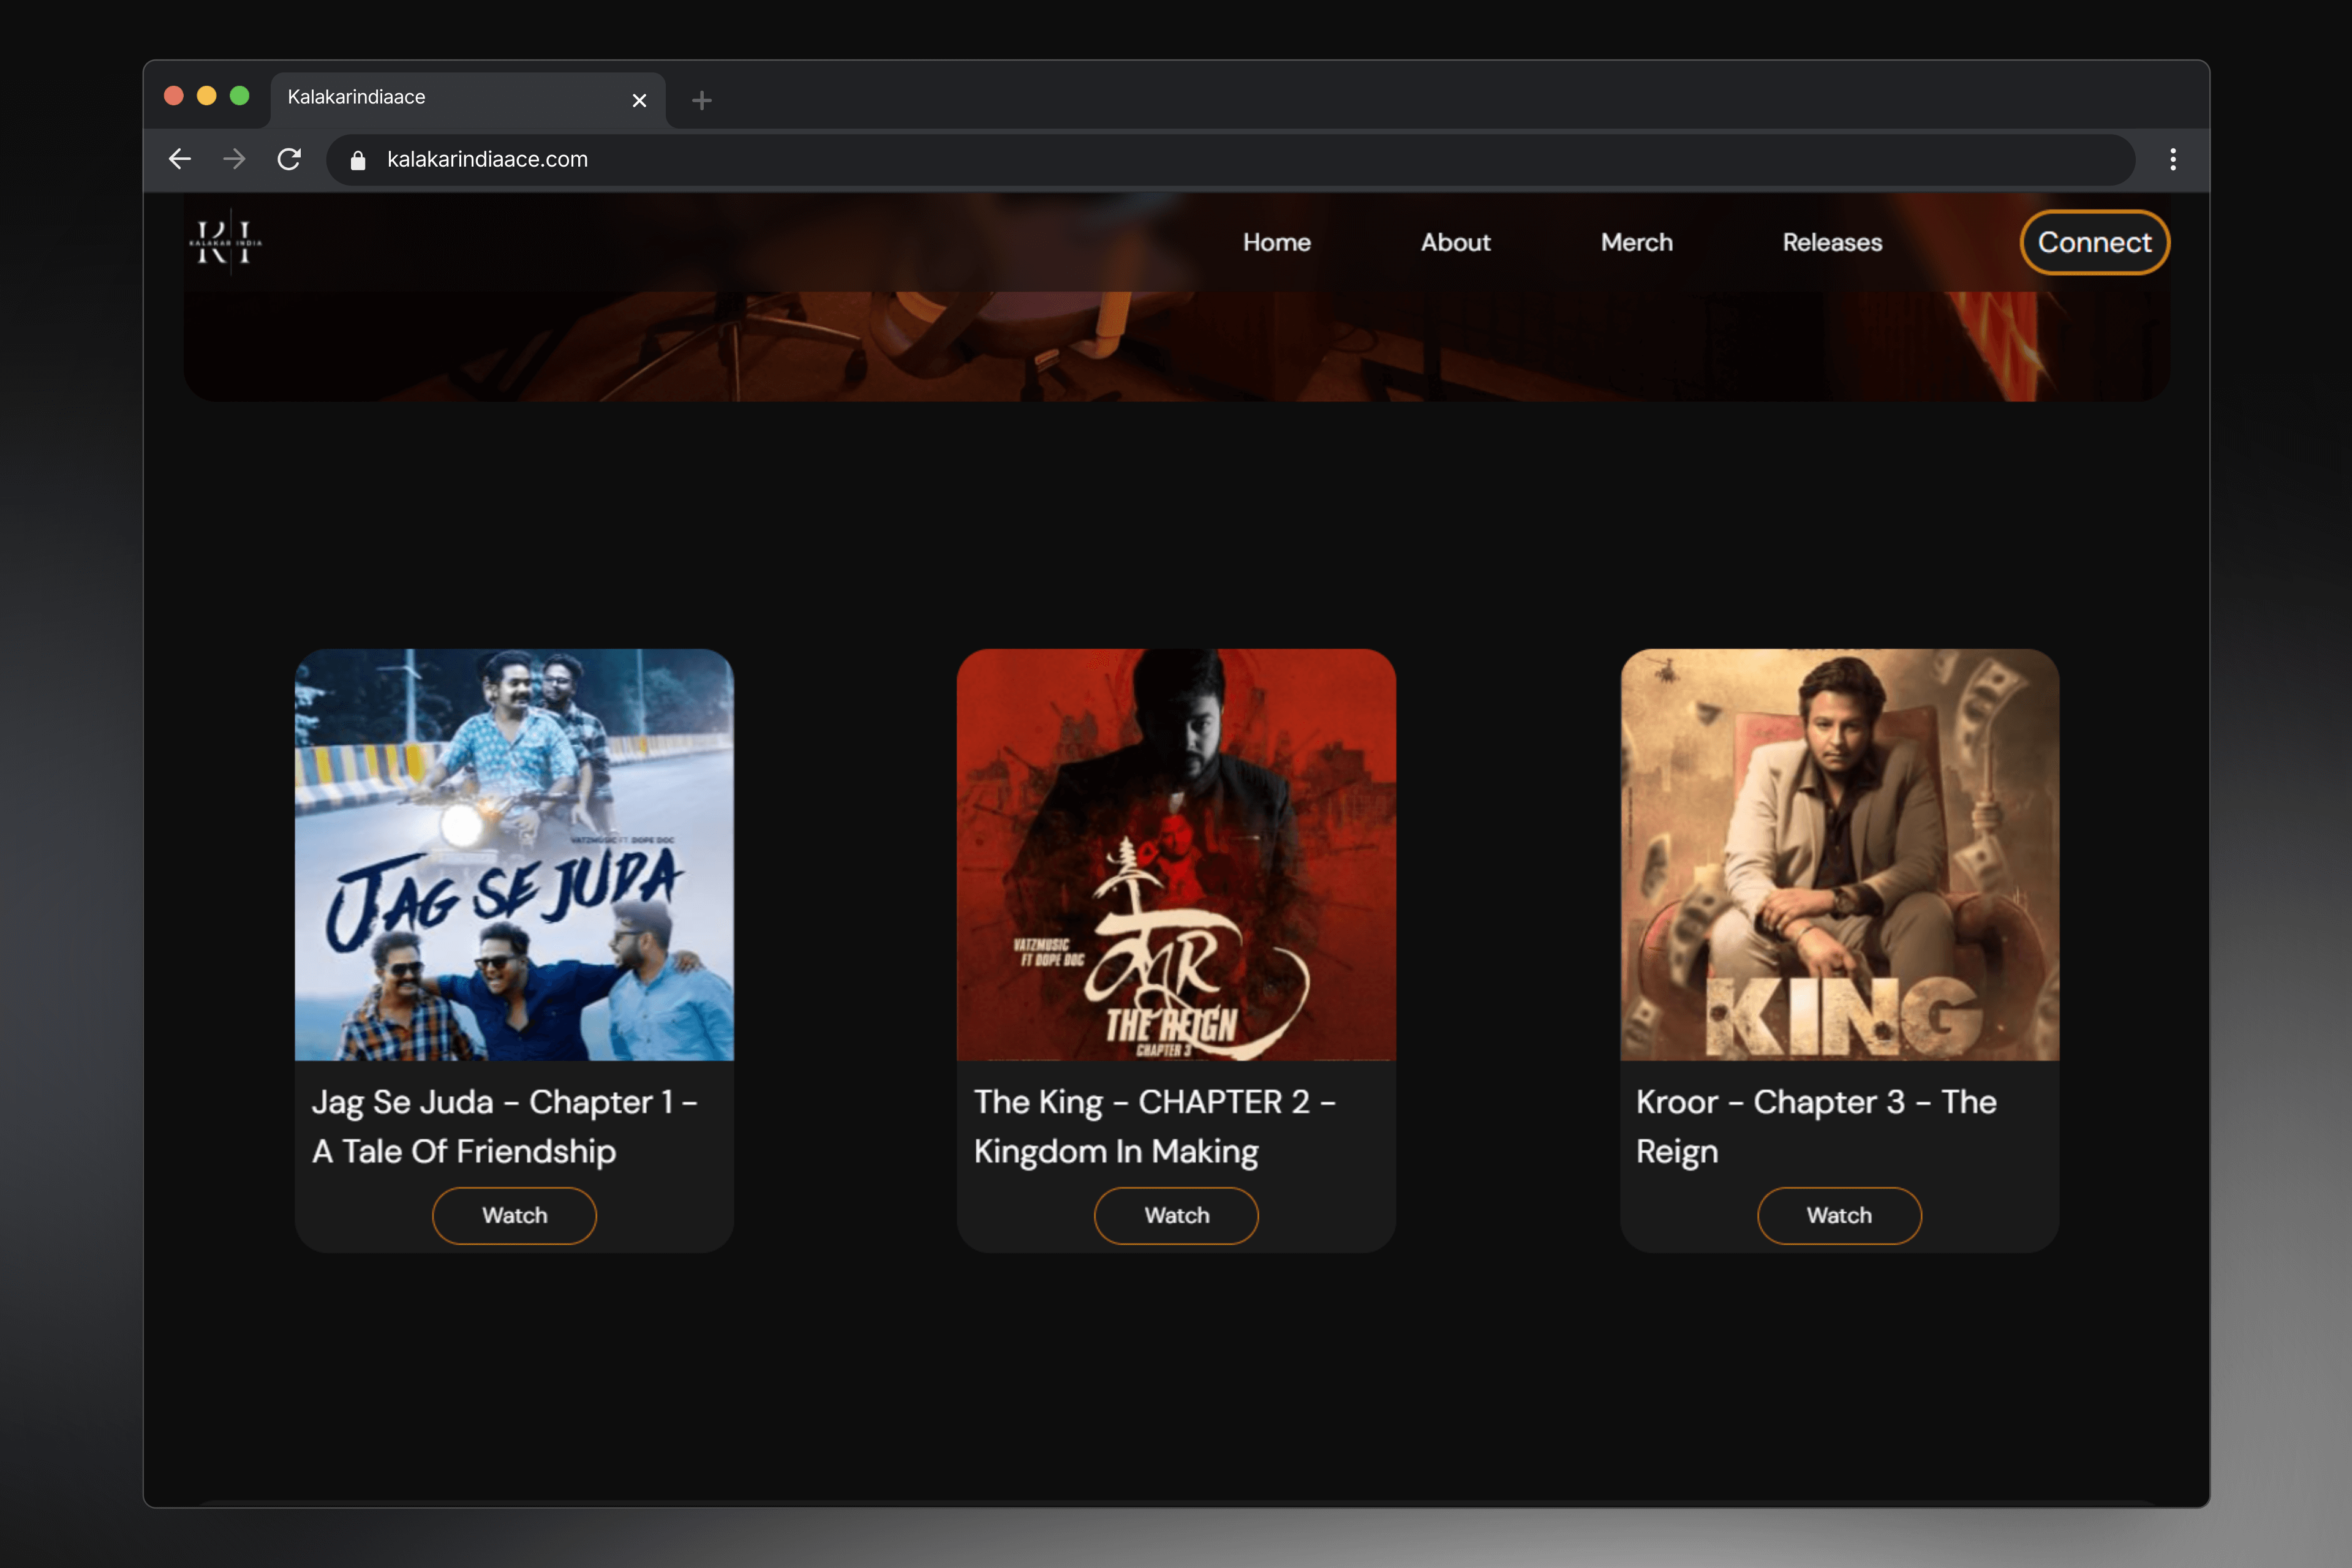 Kalakarindiaace
kalakarindiaace.com
KI
KALAKAR INDIA
Home
About
Merch
Releases
Connect
VATZMUSIC FT. DOPE DOC
JAG SE JUDA
VATZMUSIC
FT DOPE DOC
THE REIGN
CHAPTER 3
KING
Jag Se Juda - Chapter 1 -
A Tale Of Friendship
Watch
The King - CHAPTER 2 -
Kingdom In Making
Watch
Kroor - Chapter 3 - The
Reign
Watch